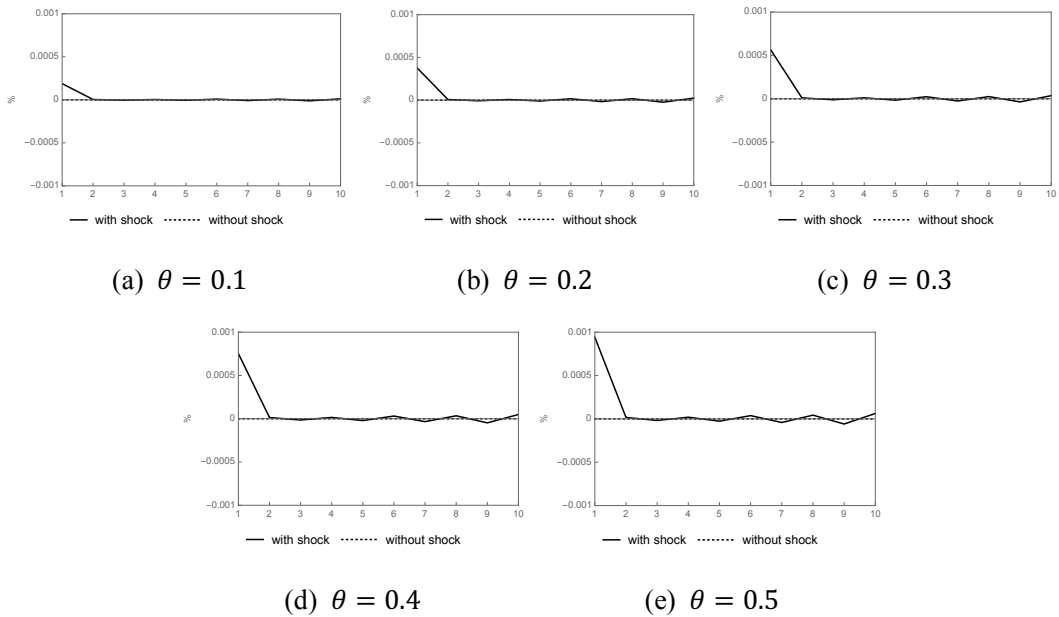 0.001
0.0005
0
−0.0005
−0.001
%
1 2 3 4 5 6 7 8 9 10
with shock without shock
(a) θ = 0.1
0.001
0.0005
0
−0.0005
−0.001
%
1 2 3 4 5 6 7 8 9 10
with shock without shock
(b) θ = 0.2
0.001
0.0005
0
−0.0005
−0.001
%
1 2 3 4 5 6 7 8 9 10
with shock without shock
(c) θ = 0.3
0.001
0.0005
0
−0.0005
−0.001
%
1 2 3 4 5 6 7 8 9 10
with shock without shock
(d) θ = 0.4
0.001
0.0005
0
−0.0005
−0.001
%
1 2 3 4 5 6 7 8 9 10
with shock without shock
(e) θ = 0.5